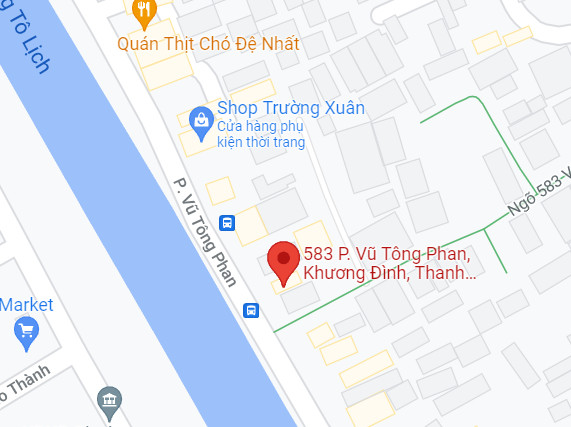 Tô Lịch
Quán Thịt Chó Đệ Nhất
Shop Trường Xuân
Cửa hàng phụ
kiện thời trang
P. Vũ Tông Phan
Ngõ 583-V
583 P. Vũ Tông Phan,
Khương Đình, Thanh...
Market
Thành